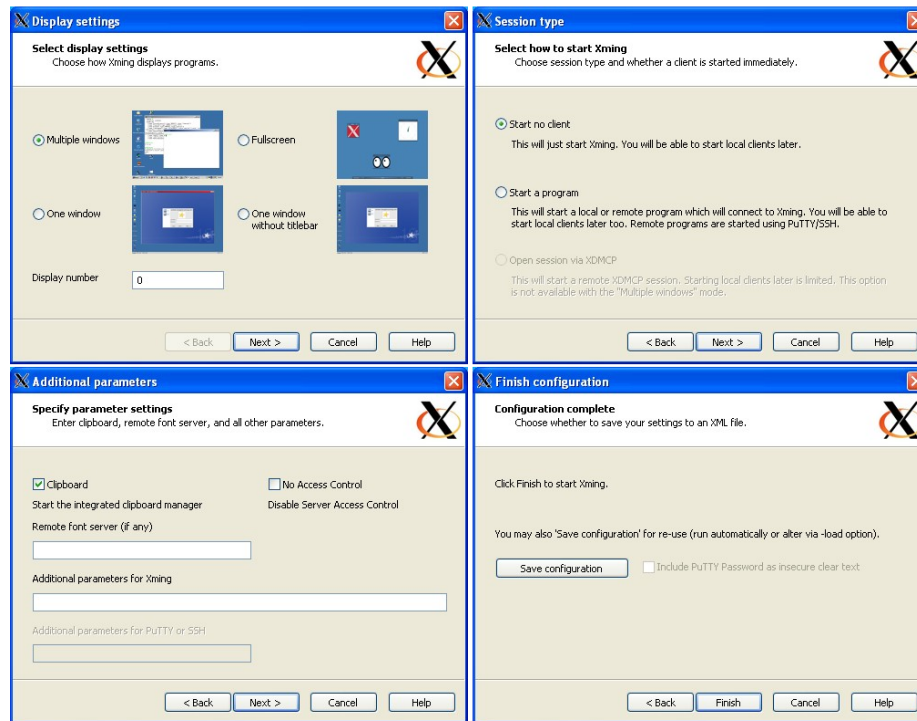 Display settings
Select display settings
Choose how Xming displays programs.
Multiple windows
Fullscreen
One window
One window
without titlebar
Display number
0
< Back
Next >
Cancel
Help
Session type
Select how to start Xming
Choose session type and whether a client is started immediately.
Start no client
This will just start Xming. You will be able to start local clients later.
Start a program
This will start a local or remote program which will connect to Xming. You will be able to
start local clients later too. Remote programs are started using PuTTY/SSH.
Open session via XDMCP
This will start a remote XDMCP session. Starting local clients later is limited. This option
is not available with the "Multiple windows" mode.
< Back
Next >
Cancel
Help
Additional parameters
Specify parameter settings
Enter clipboard, remote font server, and all other parameters.
Clipboard
No Access Control
Start the integrated clipboard manager
Disable Server Access Control
Remote font server (if any)
Additional parameters for Xming
Additional parameters for PuTTY or SSH
< Back
Next >
Cancel
Help
Finish configuration
Configuration complete
Choose whether to save your settings to an XML file.
Click Finish to start Xming.
You may also 'Save configuration' for re-use (run automatically or alter via -load option).
Save configuration
Include PuTTY Password as insecure clear text
< Back
Finish
Cancel
Help